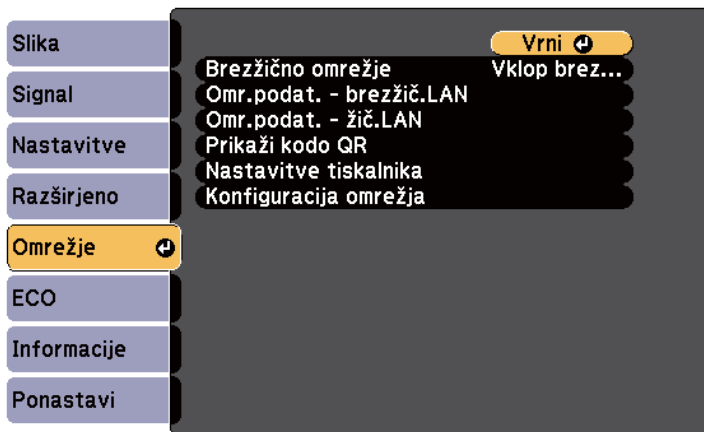 Slika
Signal
Nastavitve
Razširjeno
Omrežje
ECO
Informacije
Ponastavi
Vrni
Brezžično omrežje Vklop brez...
Omr.podat. - brezžič.LAN
Omr.podat. - žič.LAN
Prikaži kodo QR
Nastavitve tiskalnika
Konfiguracija omrežja